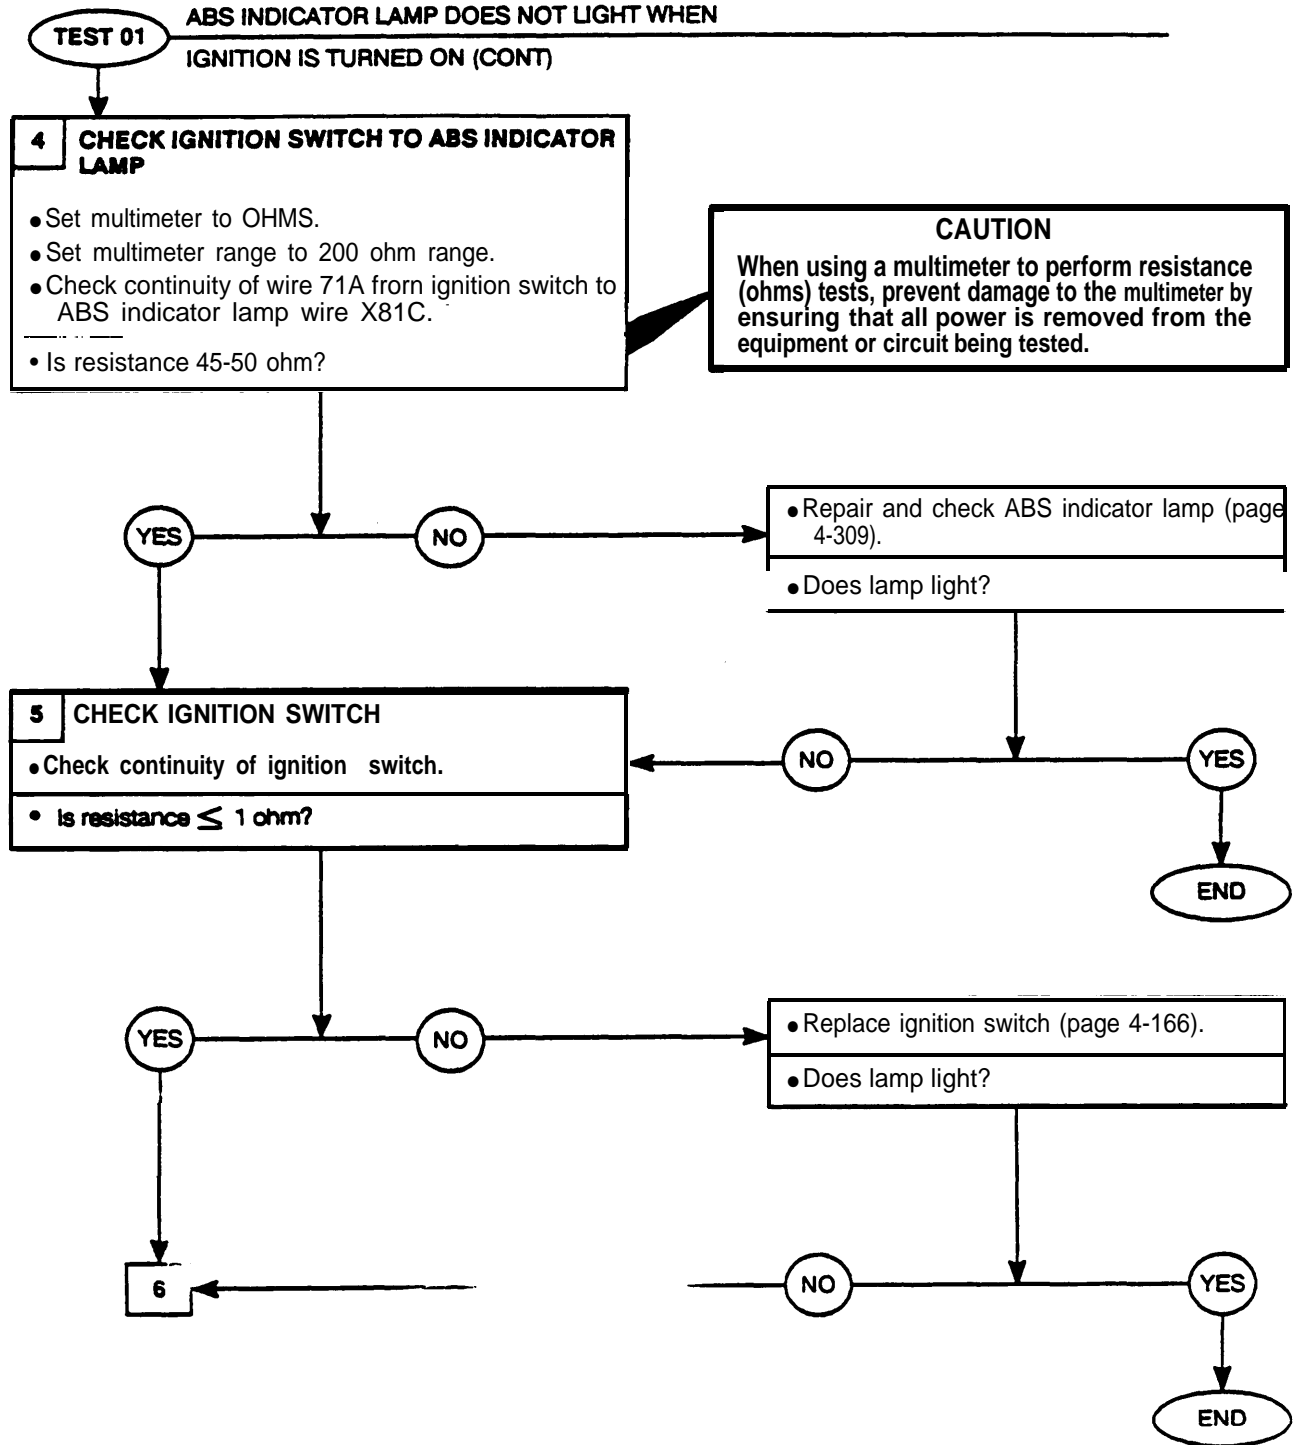 TEST 01
ABS INDICATOR LAMP DOES NOT LIGHT WHEN
IGNITION IS TURNED ON (CONT)
4 CHECK IGNITION SWITCH TO ABS INDICATOR
LAMP
• Set multimeter to OHMS.
• Set multimeter range to 200 ohm range.
• Check continuity of wire 71A frorn ignition switch to
ABS indicator lamp wire X81C.
• Is resistance 45-50 ohm?
CAUTION
When using a multimeter to perform resistance
(ohms) tests, prevent damage to the multimeter by
ensuring that all power is removed from the
equipment or circuit being tested.
YES
NO
• Repair and check ABS indicator lamp (page
4-309).
• Does lamp light?
5 CHECK IGNITION SWITCH
• Check continuity of ignition switch.
• Is resistance ≤ 1 ohm?
NO
YES
END
YES
NO
• Replace ignition switch (page 4-166).
• Does lamp light?
6
NO
YES
END